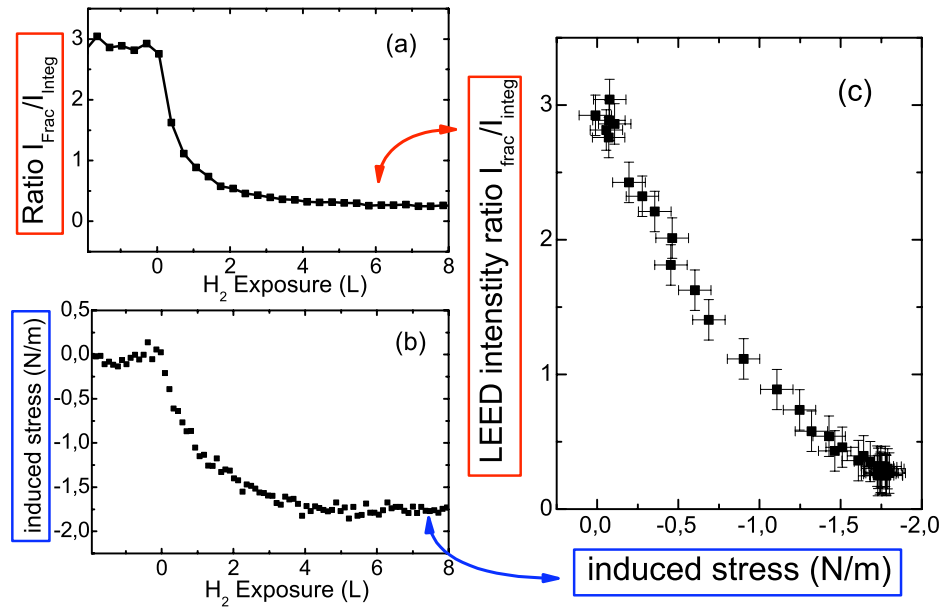 (a)
Ratio I_Frac/I_Integ
3
2
1
0
0 2 4 6 8
H₂ Exposure (L)
(b)
induced stress (N/m)
0,5
0,0
-0,5
-1.0
-1.5
-2,0
0 2 4 6 8
H₂ Exposure (L)
(c)
LEED intenstity ratio I_frac/I_integ
3
2
1
0
0,0 -0,5 -1,0 -1,5 -2,0
induced stress (N/m)